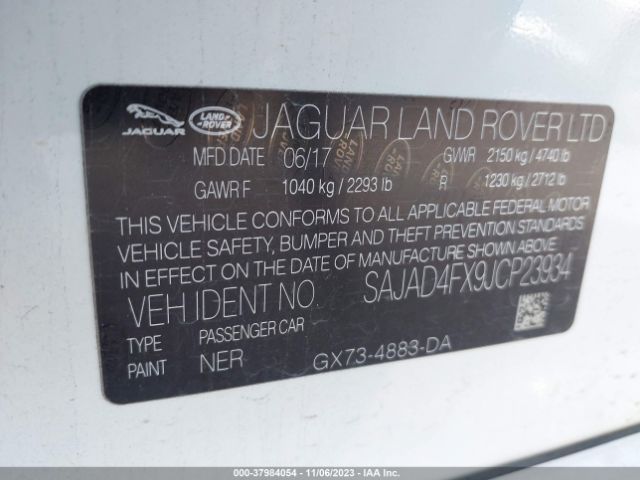 JAGUAR LAND ROVER JAGUAR LAND ROVER LTD
MFD DATE 06/17 GVWR 2150 kg / 4740 lb
GAWR F 1040 kg / 2293 lb R 1230 kg / 2712 lb
THIS VEHICLE CONFORMS TO ALL APPLICABLE FEDERAL MOTOR
VEHICLE SAFETY, BUMPER AND THEFT PREVENTION STANDARDS
IN EFFECT ON THE DATE OF MANUFACTURE SHOWN ABOVE
VEH.IDENT NO. SAJAD4FX9JCP23934
TYPE PASSENGER CAR
PAINT NER GX73-4883-DA
000-37984054 - 11/06/2023 - IAA Inc.